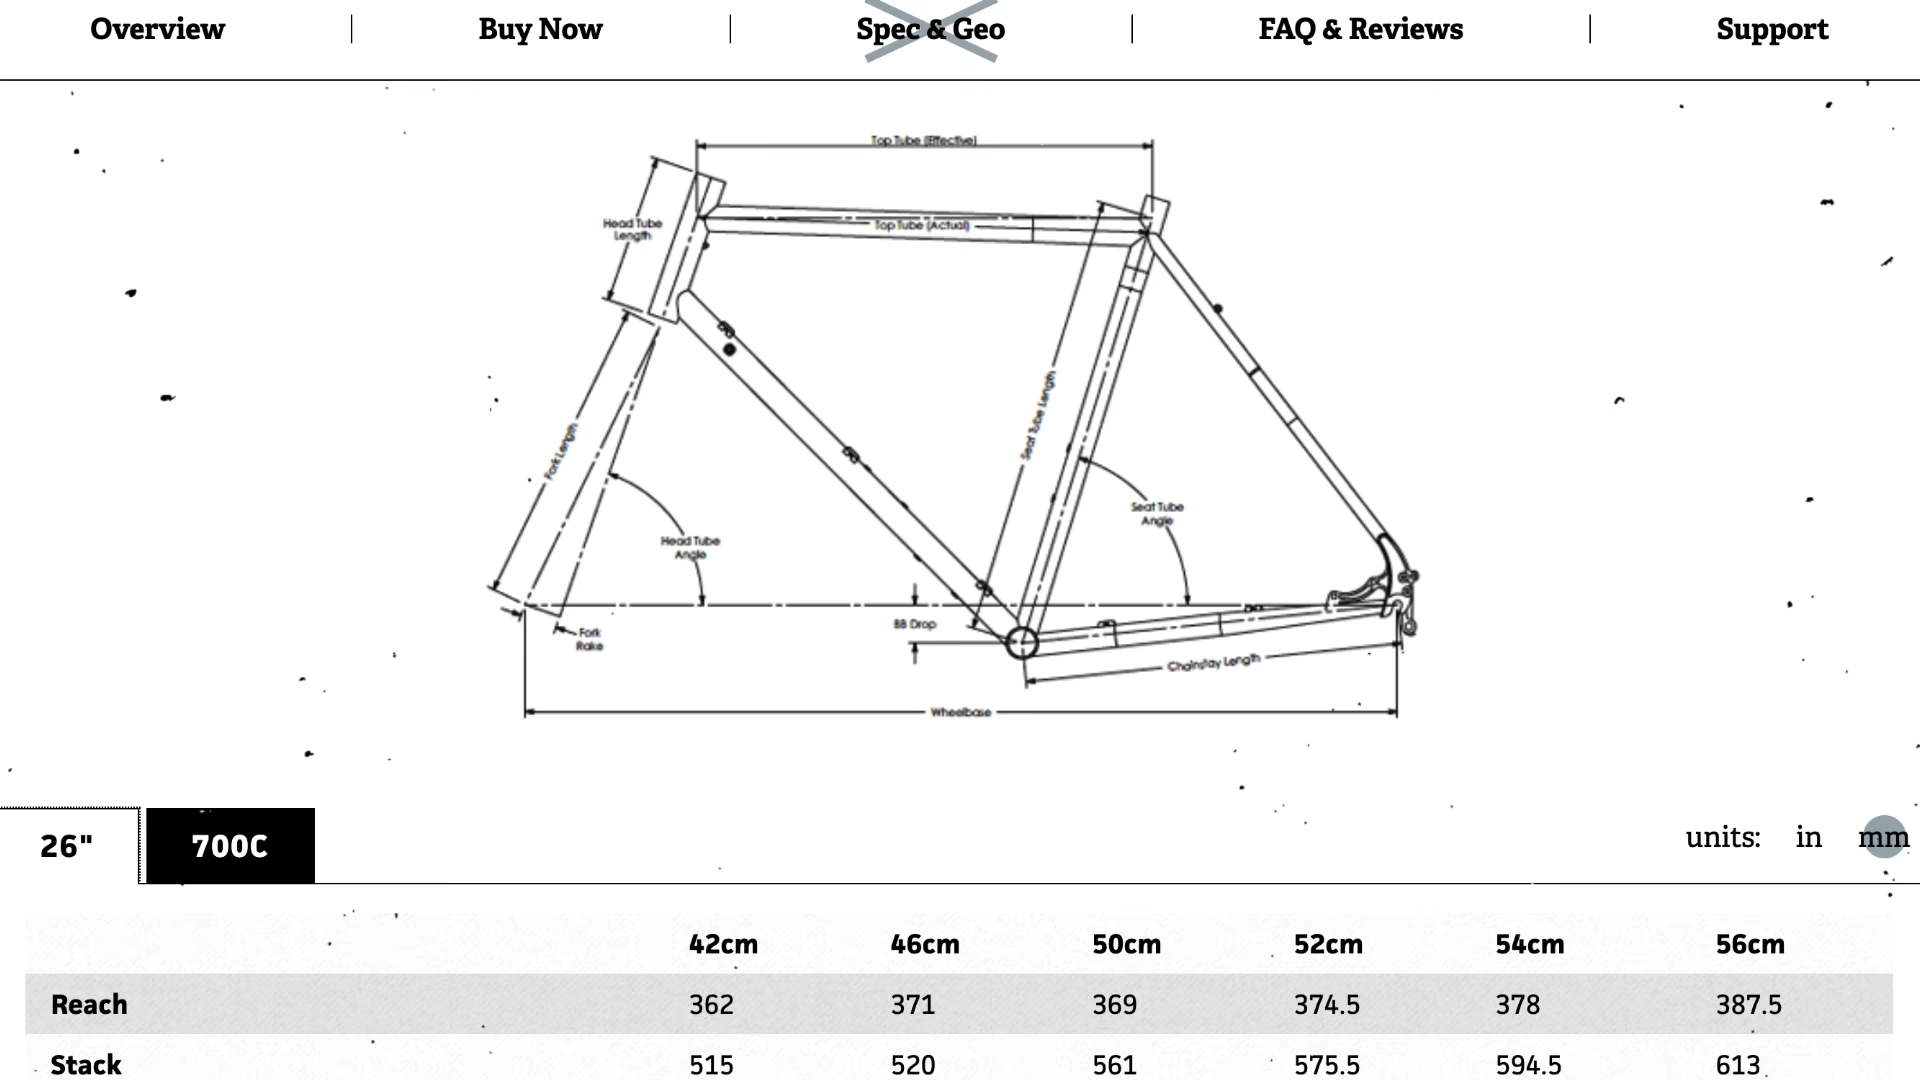 Overview
Buy Now
Spec & Geo
FAQ & Reviews
Support
Top Tube (Effective)
Head Tube
Length
Top Tube (Actual)
Seat Tube Length
Fork Length
Seat Tube
Angle
Head Tube
Angle
BB Drop
Fork
Rake
Chainstay Length
Wheelbase
26"
700C
units:
in
mm
42cm 46cm 50cm 52cm 54cm 56cm
Reach 362 371 369 374.5 378 387.5
Stack 515 520 561 575.5 594.5 613